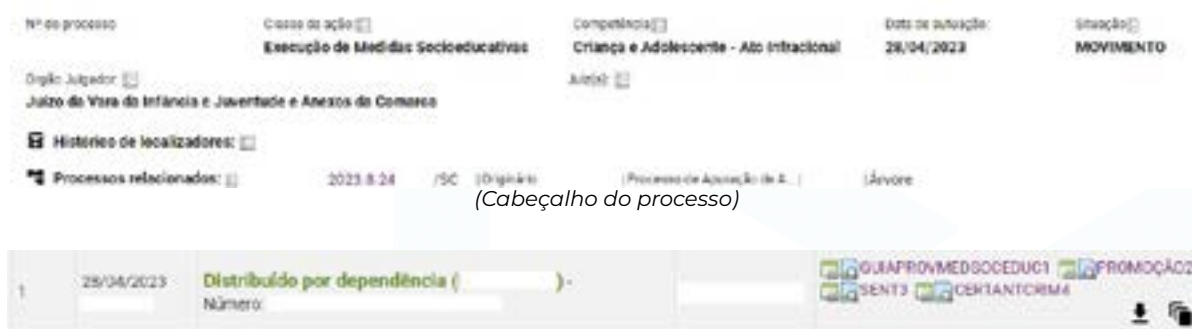 Nº do processo Classe da ação: Competência: Data de autuação: Situação:
Execução de Medidas Socioeducativas Criança e Adolescente - Ato Infracional 28/04/2023 MOVIMENTO
Órgão Julgador: Juiz(a):
Juízo da Vara da Infância e Juventude e Anexos da Comarca
Histórico de localizadores:
Processos relacionados: 2023.8.24 /SC |Originário |Processo de Apuração de A... | |Árvore
(Cabeçalho do processo)
1 28/04/2023 Distribuído por dependência ( ) - GUIAPROVMEDSOCEDUC1 PROMOÇÃO2
Número: SENT3 CERTANTCRIM4